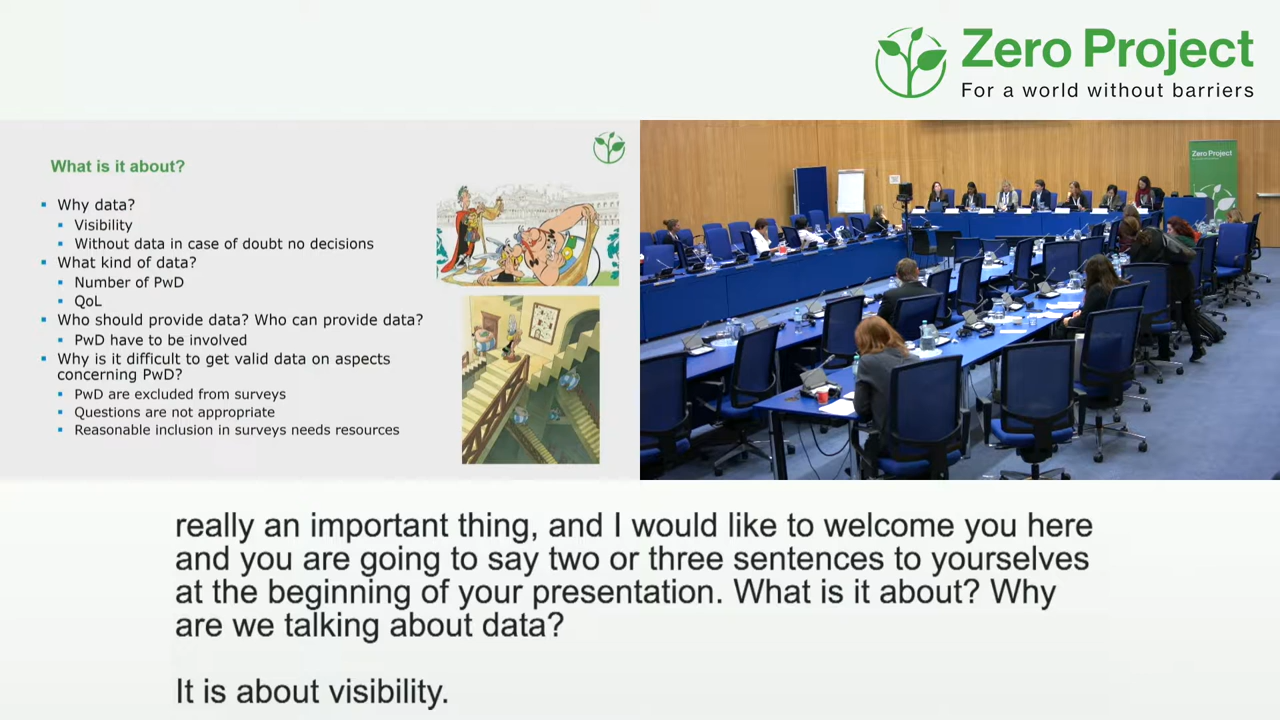 Zero Project
For a world without barriers
What is it about?
Why data?
Visibility
Without data in case of doubt no decisions
What kind of data?
Number of PwD
QoL
Who should provide data? Who can provide data?
PwD have to be involved
Why is it difficult to get valid data on aspects
concerning PwD?
PwD are excluded from surveys
Questions are not appropriate
Reasonable inclusion in surveys needs resources
Zero Project
really an important thing, and I would like to welcome you here
and you are going to say two or three sentences to yourselves
at the beginning of your presentation. What is it about? Why
are we talking about data?
It is about visibility.